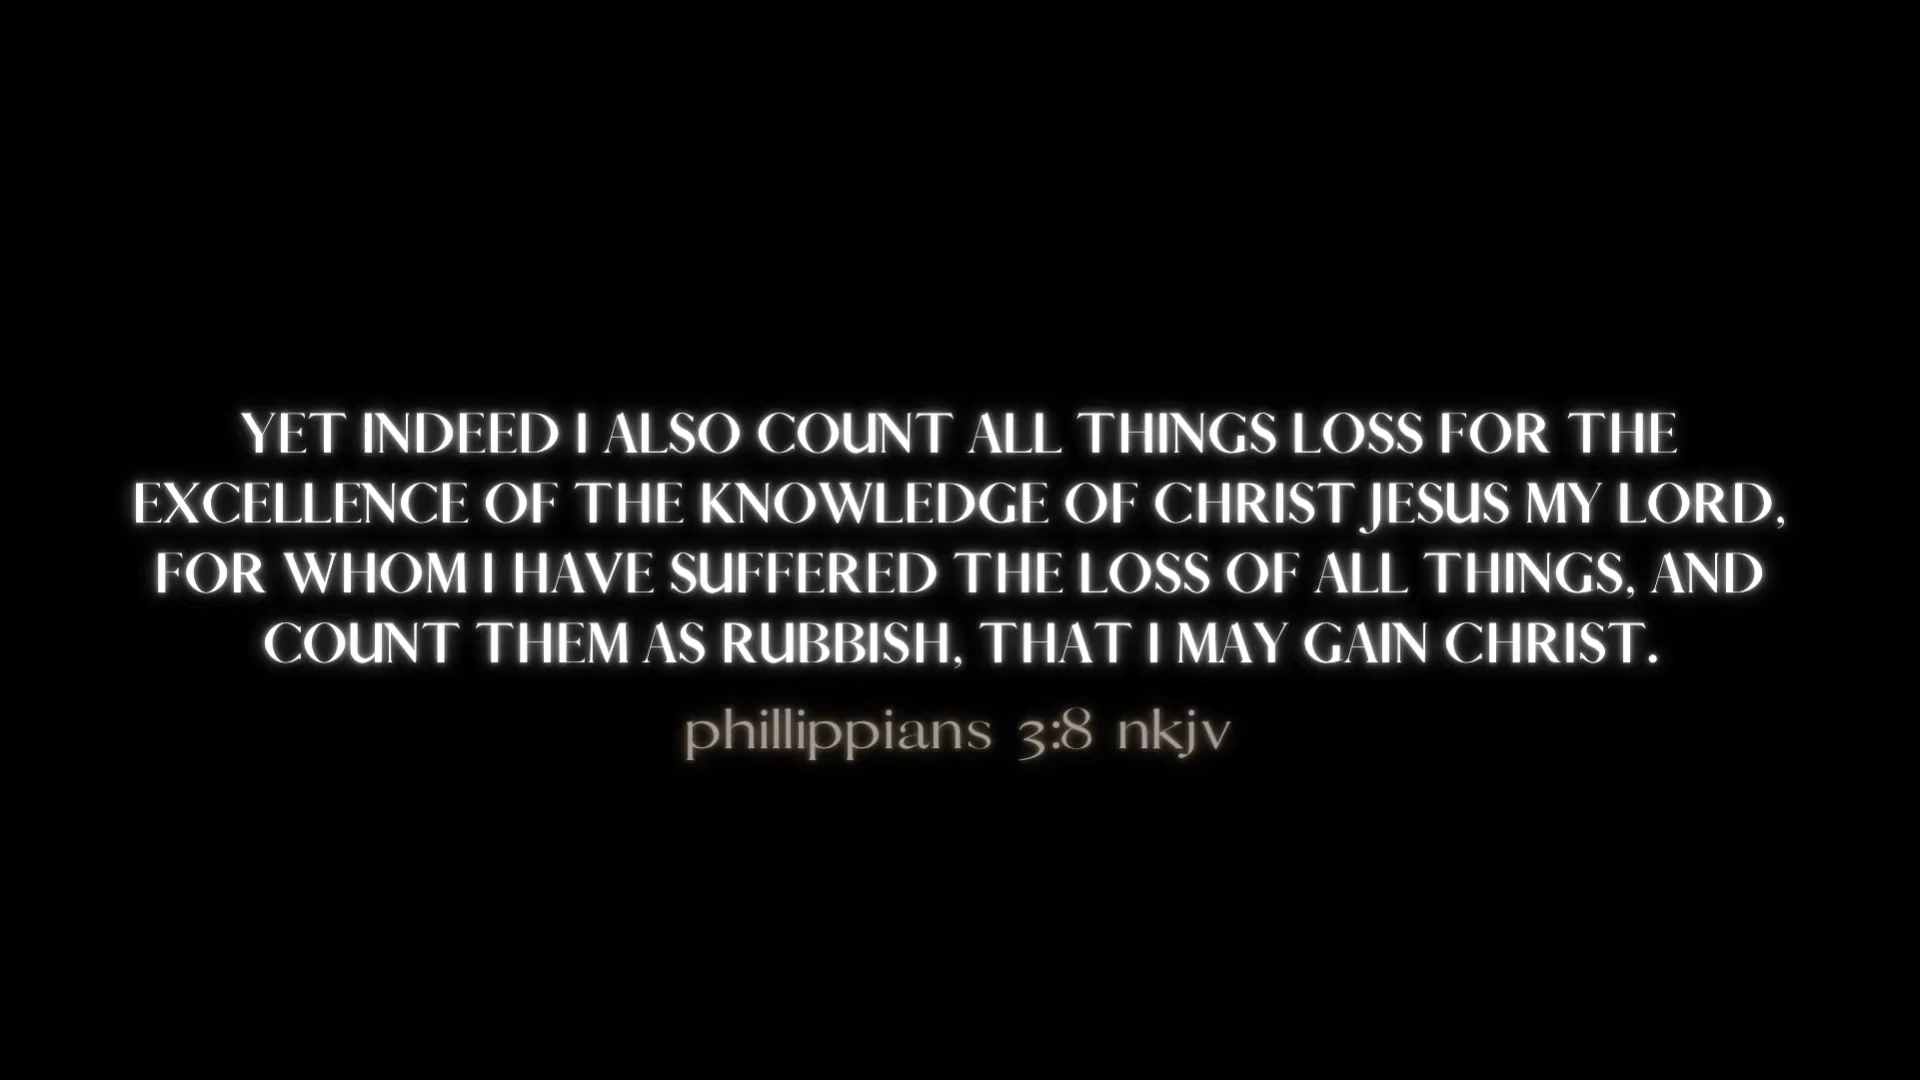 YET INDEED I ALSO COUNT ALL THINGS LOSS FOR THE
EXCELLENCE OF THE KNOWLEDGE OF CHRIST JESUS MY LORD,
FOR WHOM I HAVE SUFFERED THE LOSS OF ALL THINGS, AND
COUNT THEM AS RUBBISH, THAT I MAY GAIN CHRIST.
phillippians 3:8 nkjv